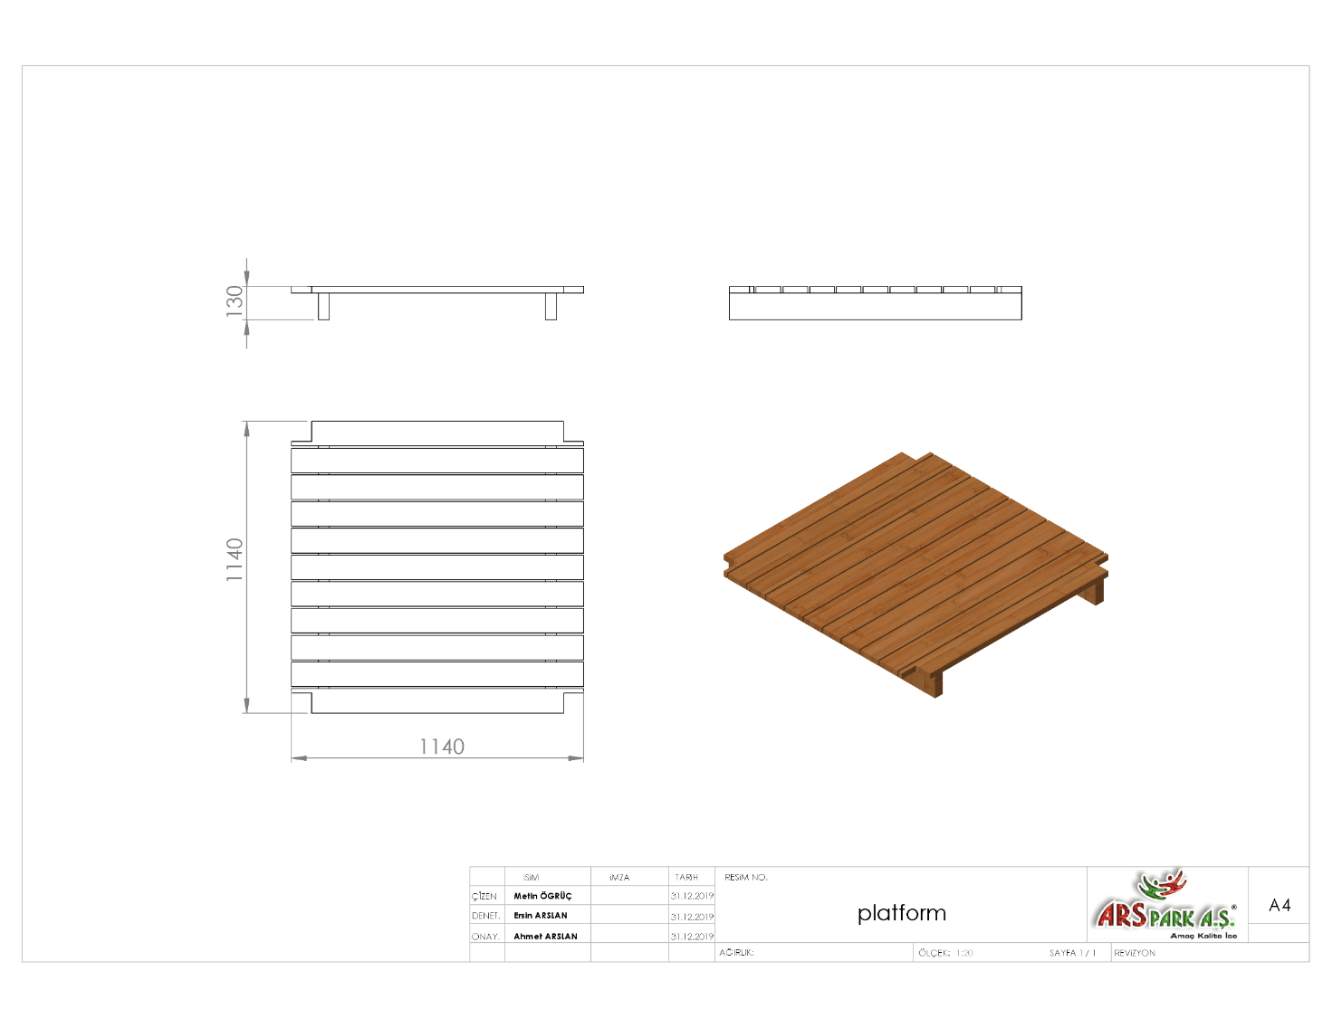 130
1140
1140
İSİM İMZA TARİH RESİM NO.
ÇİZEN Metin ÖGRÜÇ 31.12.2019
DENET. Ersin ARSLAN 31.12.2019
ONAY. Ahmet ARSLAN 31.12.2019
platform
ARS PARK A.Ş.®
Amaç Kalite İse
A4
AĞIRLIK: ÖLÇEK: 1:20 SAYFA 1 / 1 REVİZYON